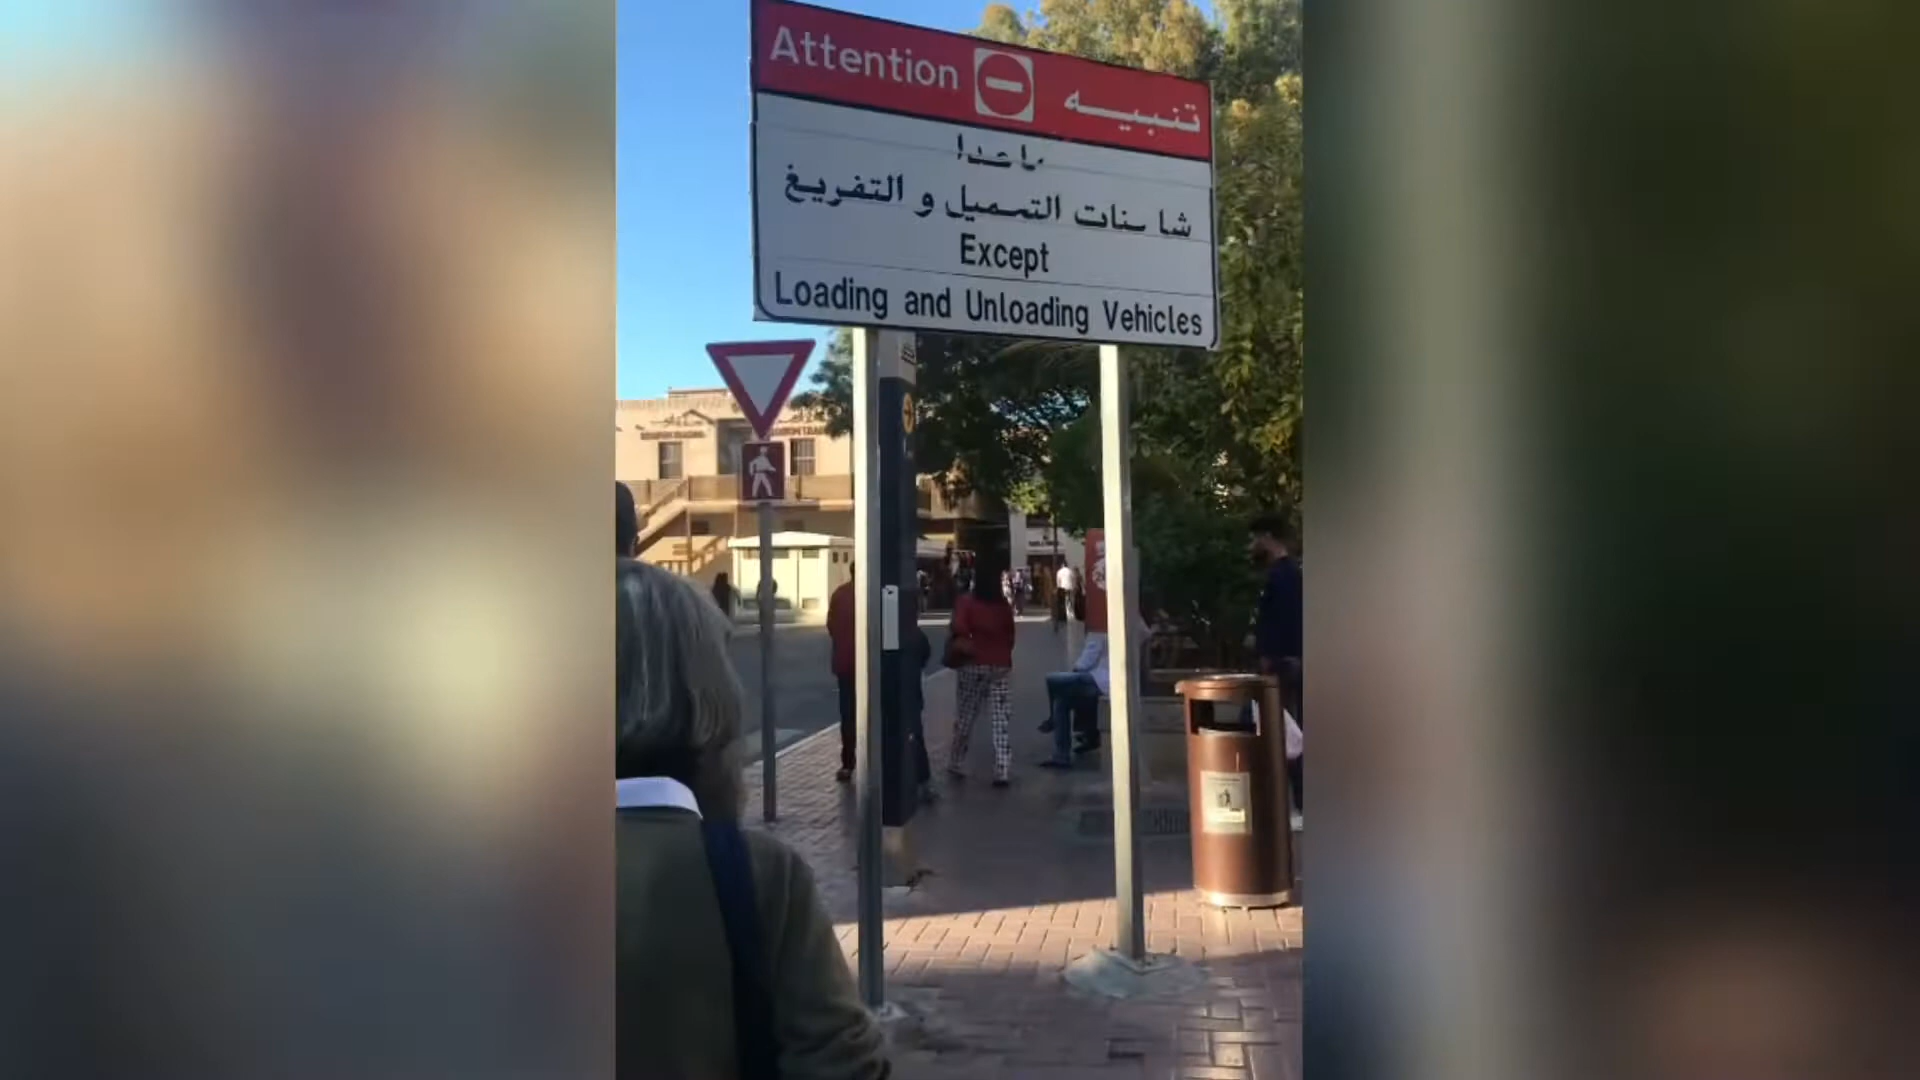 Attention تنبيه
ماعدا
شاحنات التحميل و التفريغ
Except
Loading and Unloading Vehicles